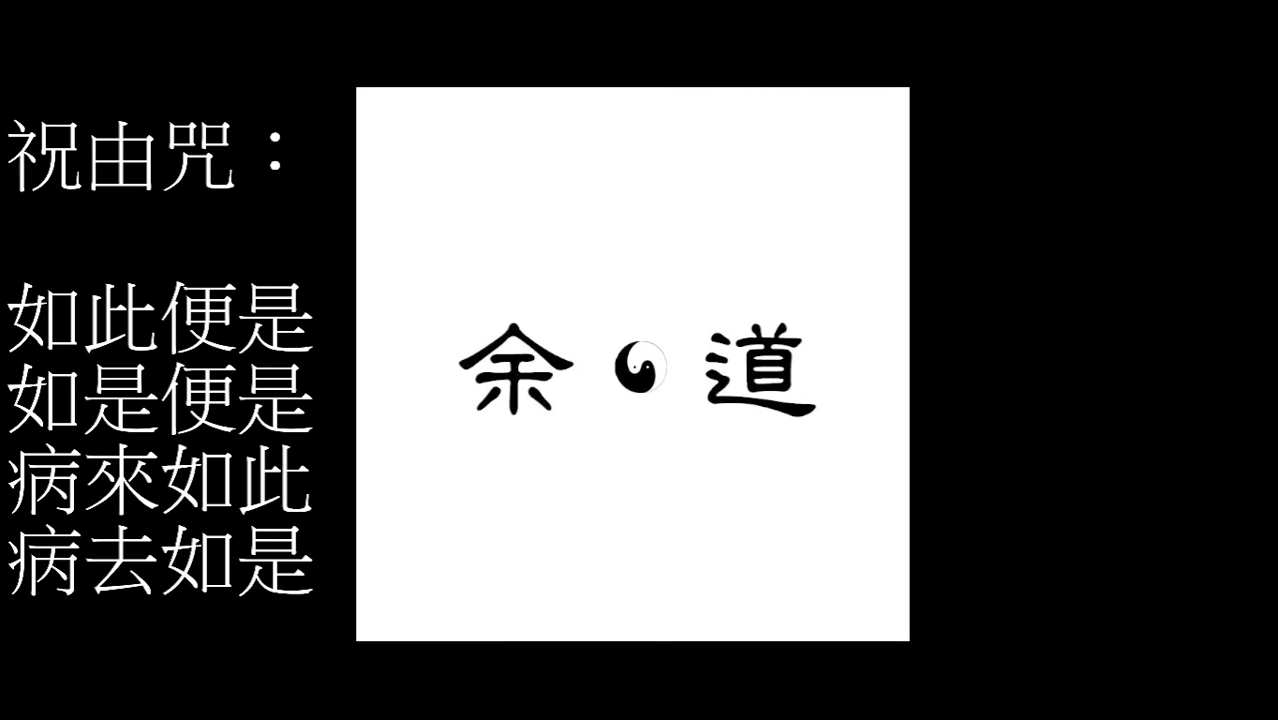 祝由咒：
如此便是
如是便是
病來如此
病去如是
余 道